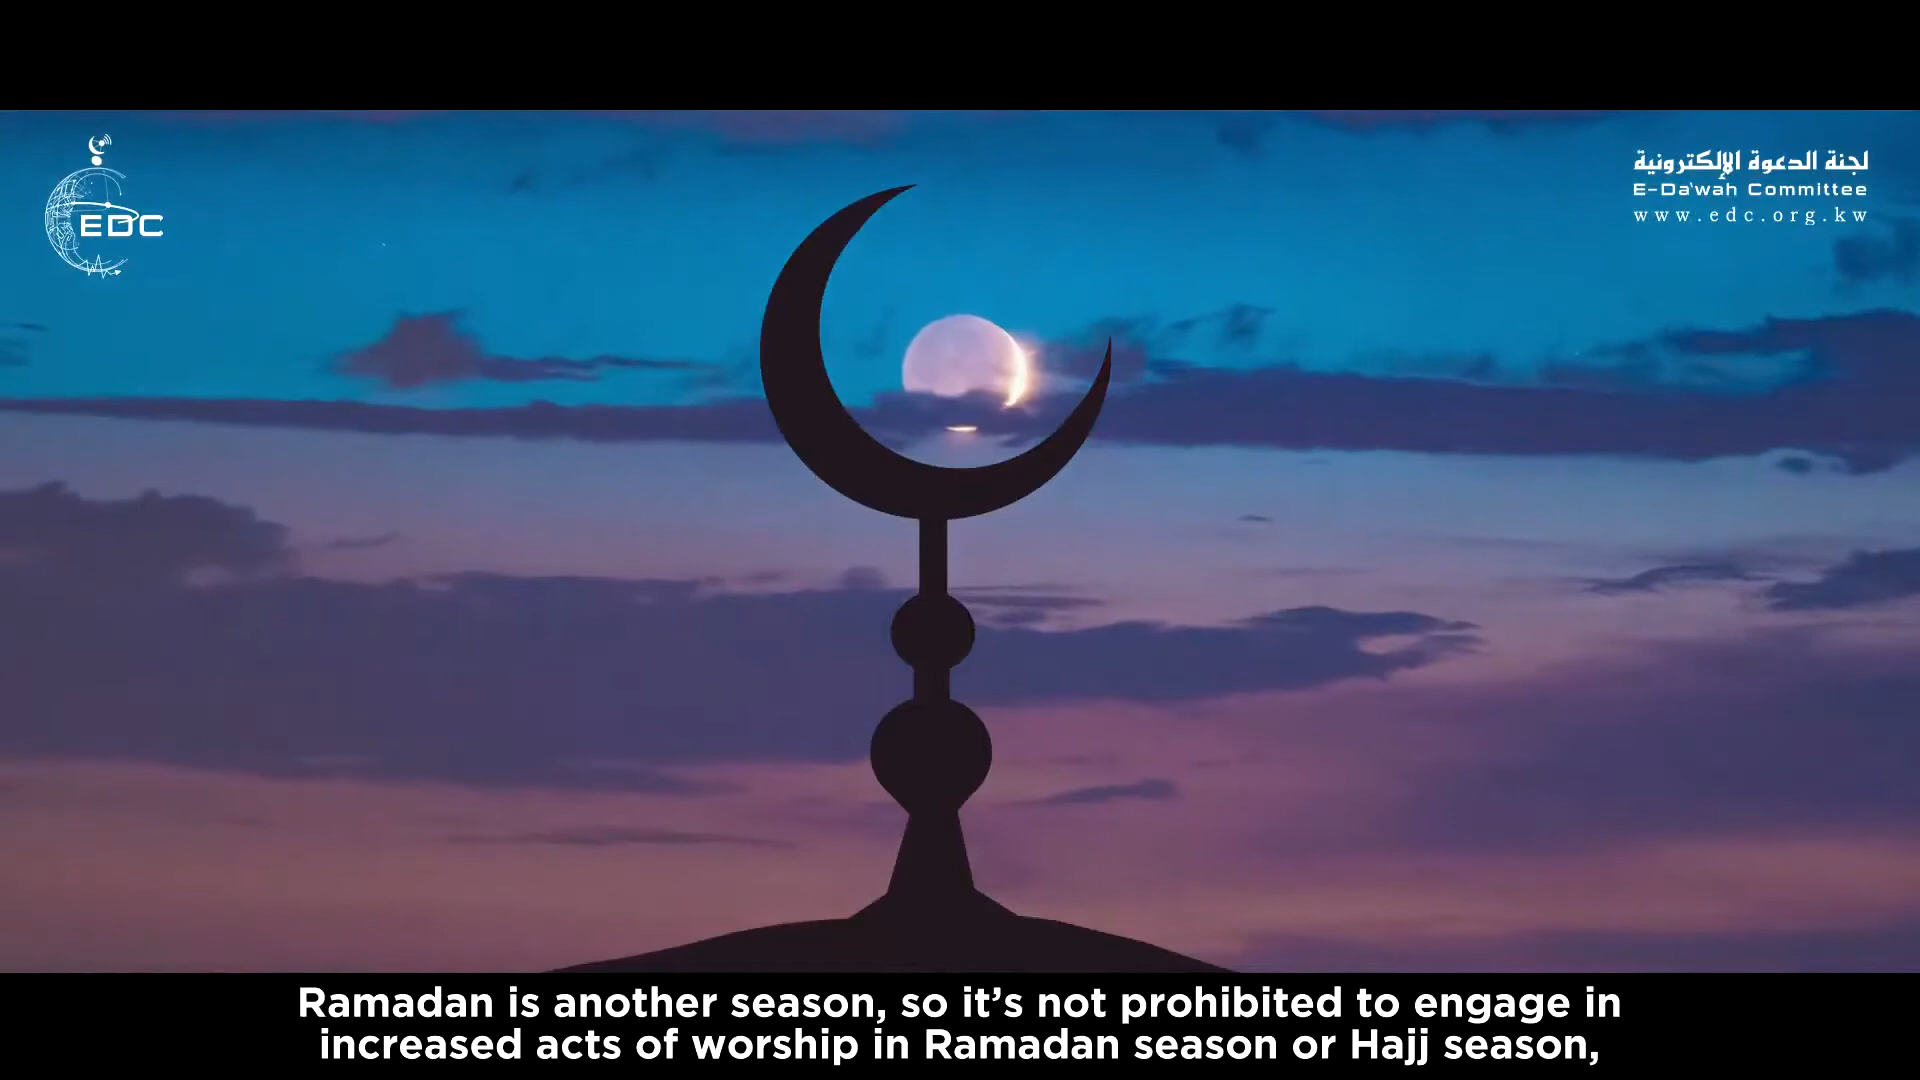 EDC
لجنة الدعوة الإلكترونية
E-Da'wah Committee
www.edc.org.kw
Ramadan is another season, so it’s not prohibited to engage in
increased acts of worship in Ramadan season or Hajj season,